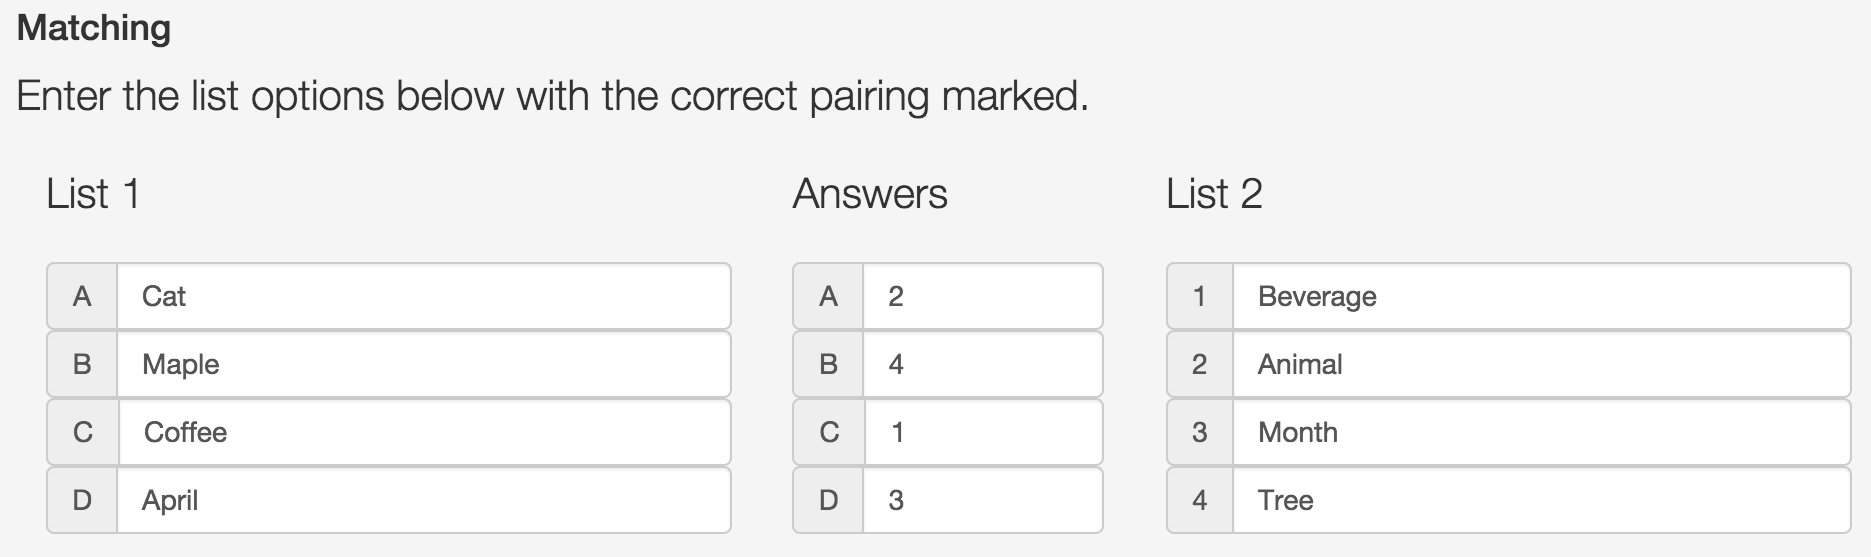 Matching
Enter the list options below with the correct pairing marked.
List 1 Answers List 2
A Cat A 2 1 Beverage
B Maple B 4 2 Animal
C Coffee C 1 3 Month
D April D 3 4 Tree